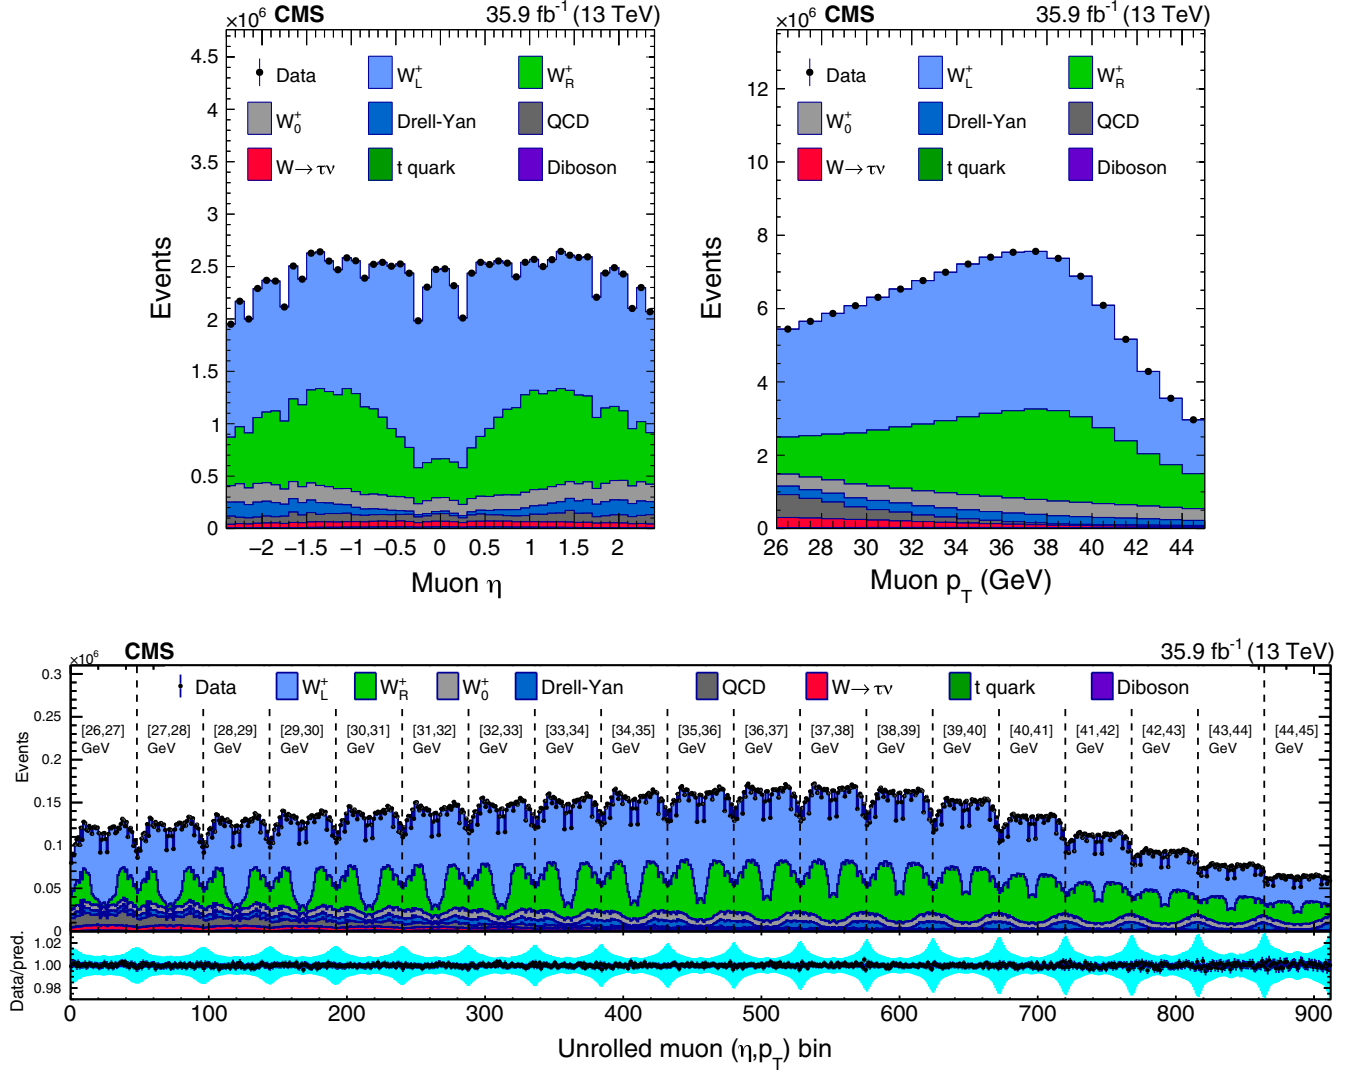 ×10⁶ CMS 35.9 fb⁻¹ (13 TeV)
Data W⁺L W⁺R
W⁺0 Drell-Yan QCD
W→τν t quark Diboson
Events
4.5
4
3.5
3
2.5
2
1.5
1
0.5
0
−2 −1.5 −1 −0.5 0 0.5 1 1.5 2
Muon η
×10⁶ CMS 35.9 fb⁻¹ (13 TeV)
Data W⁺L W⁺R
W⁺0 Drell-Yan QCD
W→τν t quark Diboson
Events
12
10
8
6
4
2
0
26 28 30 32 34 36 38 40 42 44
Muon pT (GeV)
×10⁶ CMS 35.9 fb⁻¹ (13 TeV)
Data W⁺L W⁺R W⁺0 Drell-Yan QCD W→τν t quark Diboson
[26,27] [27,28] [28,29] [29,30] [30,31] [31,32] [32,33] [33,34] [34,35] [35,36] [36,37] [37,38] [38,39] [39,40] [40,41] [41,42] [42,43] [43,44] [44,45]
GeV GeV GeV GeV GeV GeV GeV GeV GeV GeV GeV GeV GeV GeV GeV GeV GeV GeV GeV
Events
0.3
0.25
0.2
0.15
0.1
0.05
0
Data/pred.
1.02
1.00
0.98
0 100 200 300 400 500 600 700 800 900
Unrolled muon (η,pT) bin